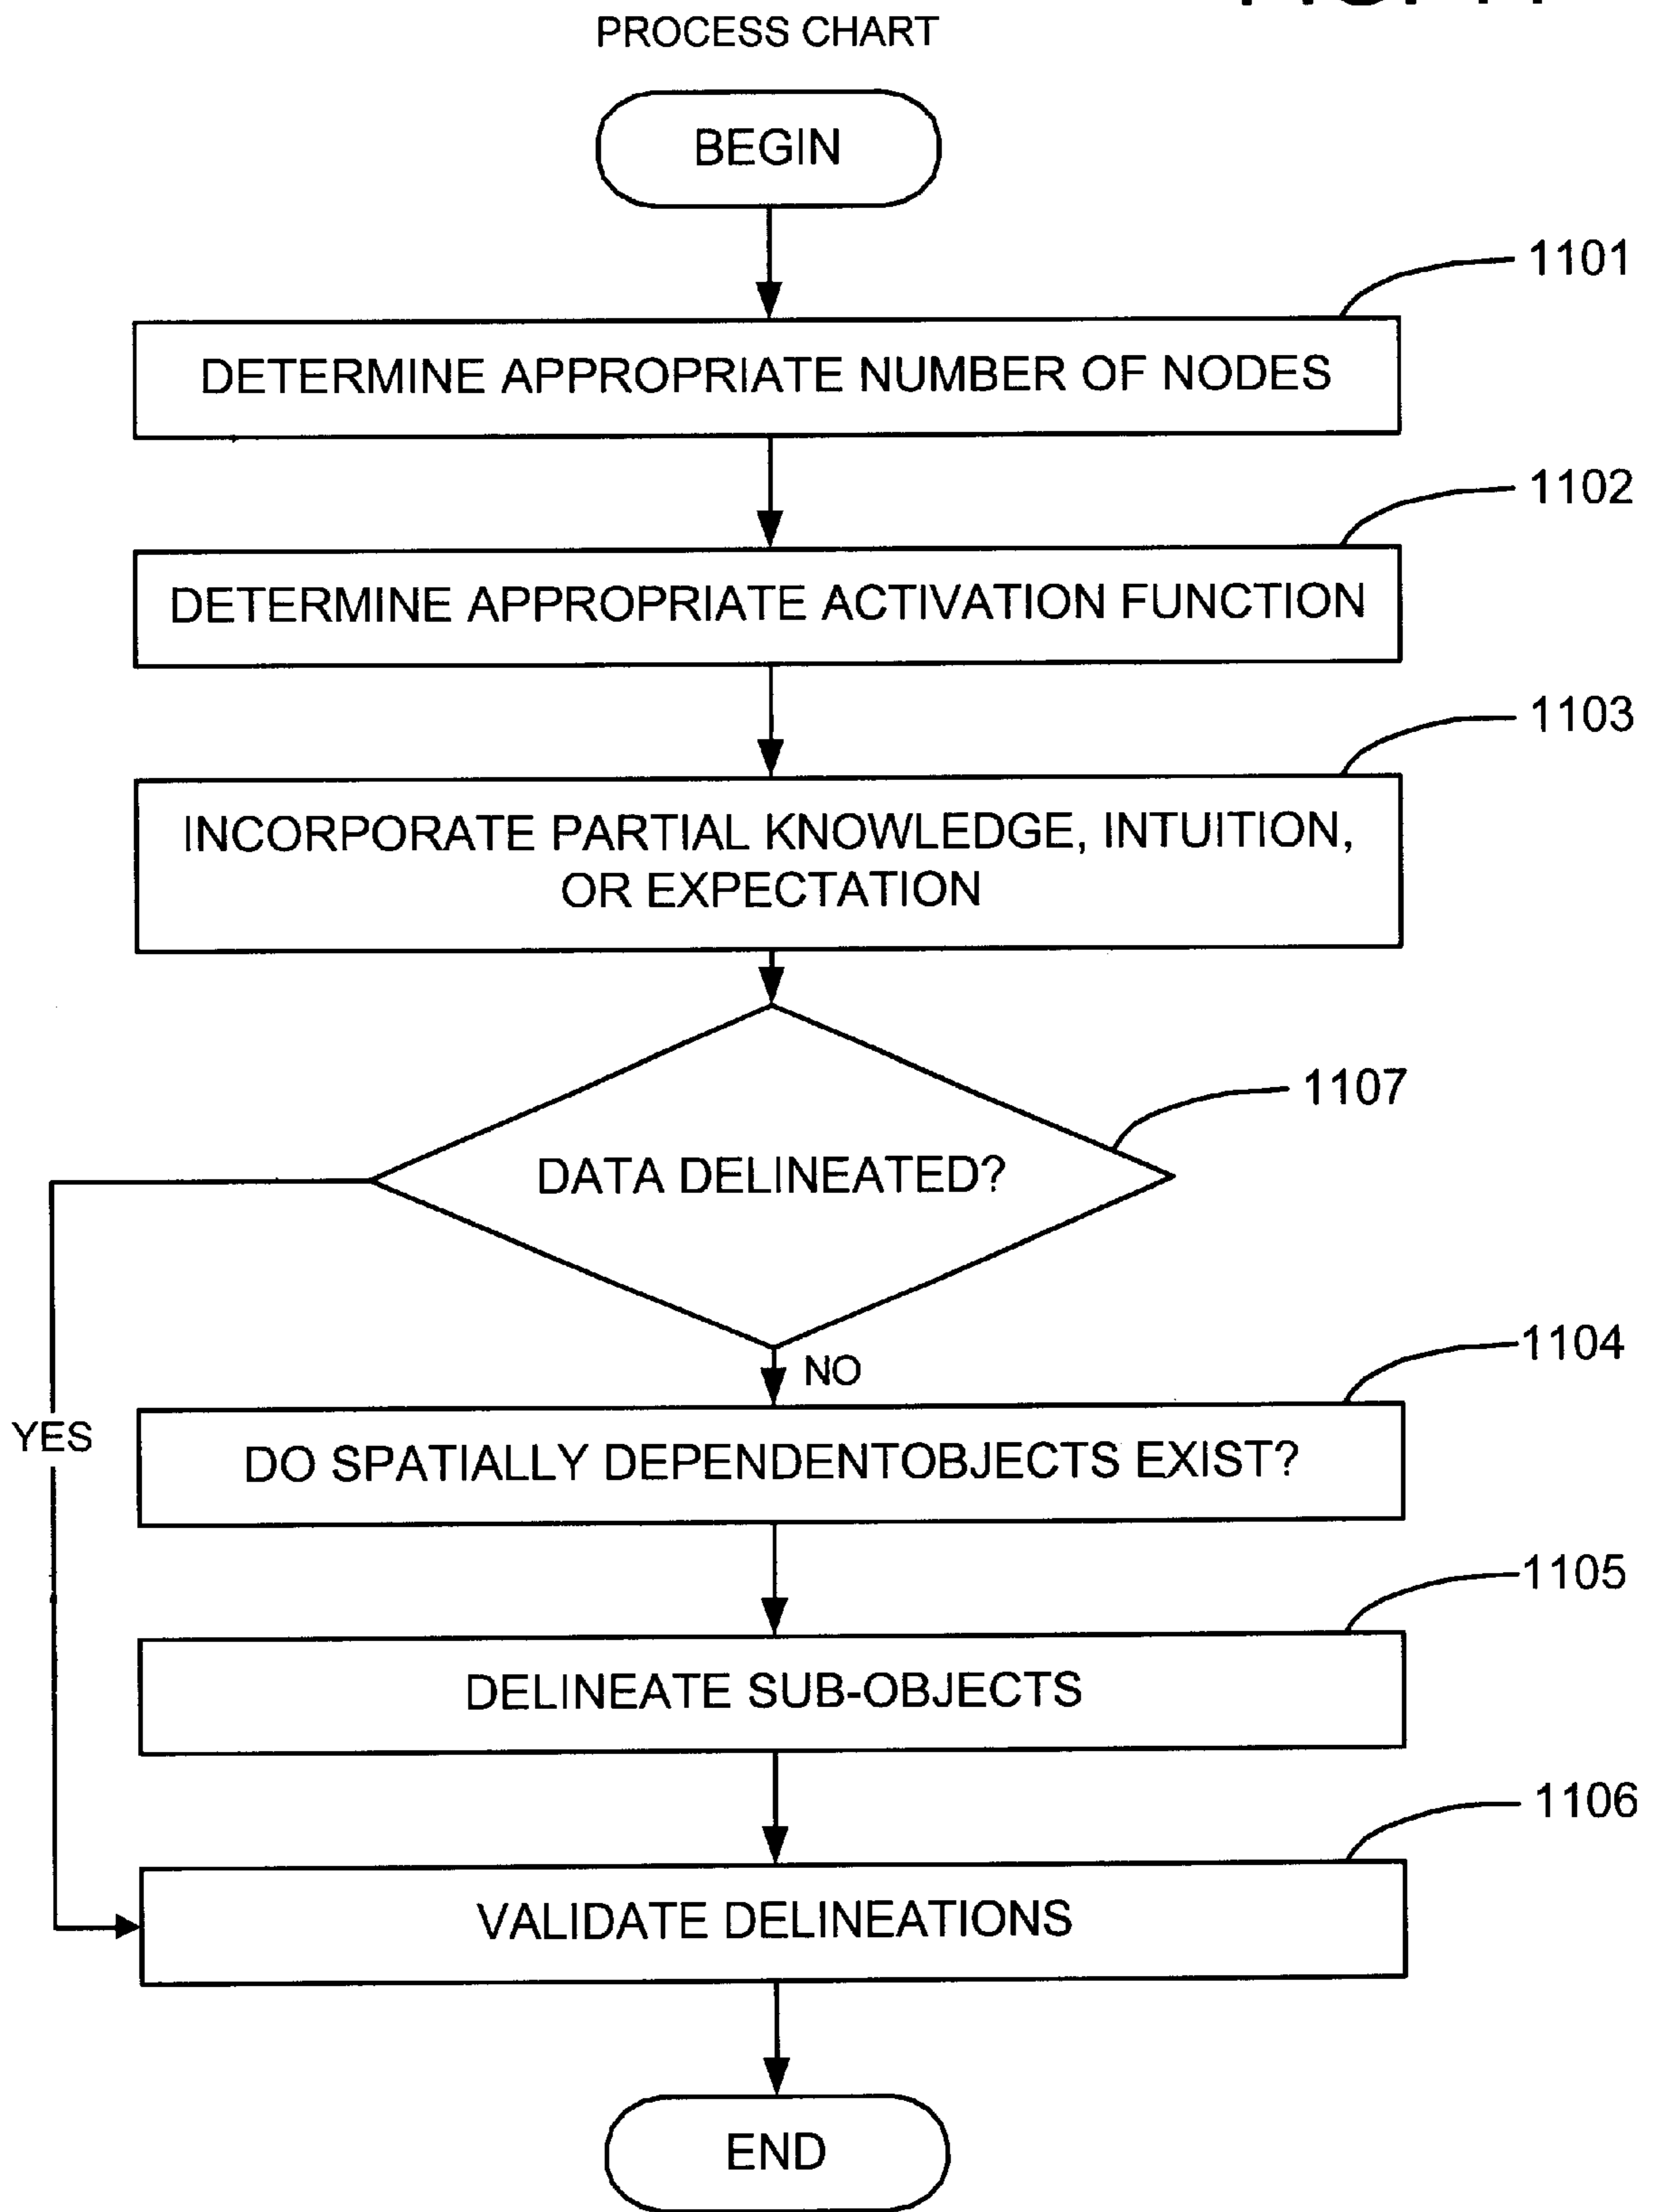 PROCESS CHART
BEGIN
1101
DETERMINE APPROPRIATE NUMBER OF NODES
1102
DETERMINE APPROPRIATE ACTIVATION FUNCTION
1103
INCORPORATE PARTIAL KNOWLEDGE, INTUITION,
OR EXPECTATION
1107
DATA DELINEATED?
NO
1104
YES
DO SPATIALLY DEPENDENTOBJECTS EXIST?
1105
DELINEATE SUB-OBJECTS
1106
VALIDATE DELINEATIONS
END